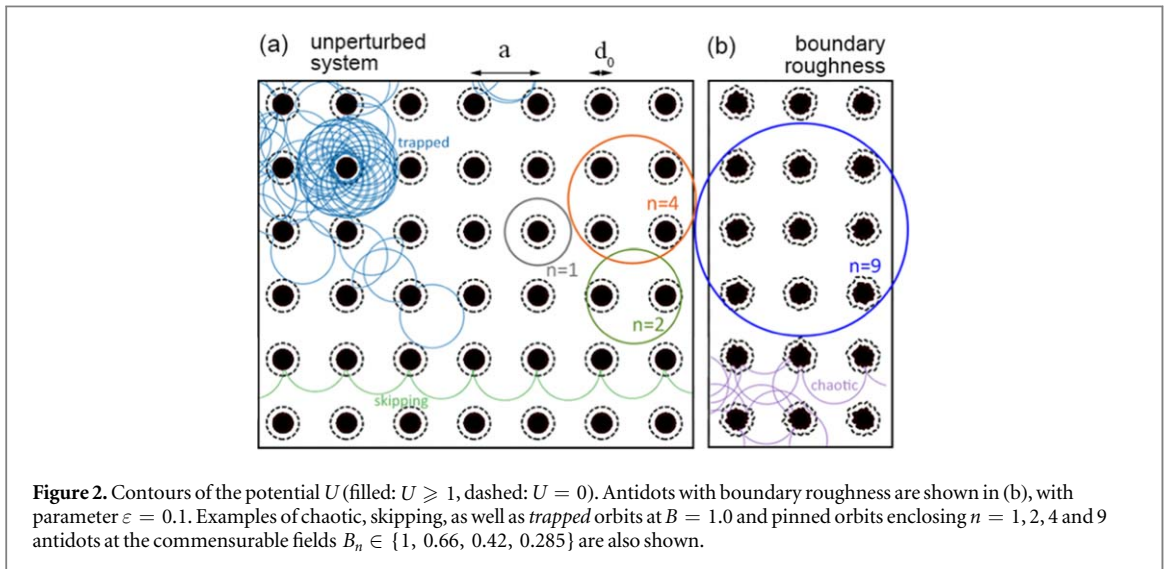 (a) unperturbed
system
a
d₀
(b) boundary
roughness
trapped
n=4
n=1
n=9
n=2
chaotic
skipping
Figure 2. Contours of the potential U (filled: U ⩾ 1, dashed: U = 0). Antidots with boundary roughness are shown in (b), with
parameter ε = 0.1. Examples of chaotic, skipping, as well as trapped orbits at B = 1.0 and pinned orbits enclosing n = 1, 2, 4 and 9
antidots at the commensurable fields Bₙ ∈ {1, 0.66, 0.42, 0.285} are also shown.